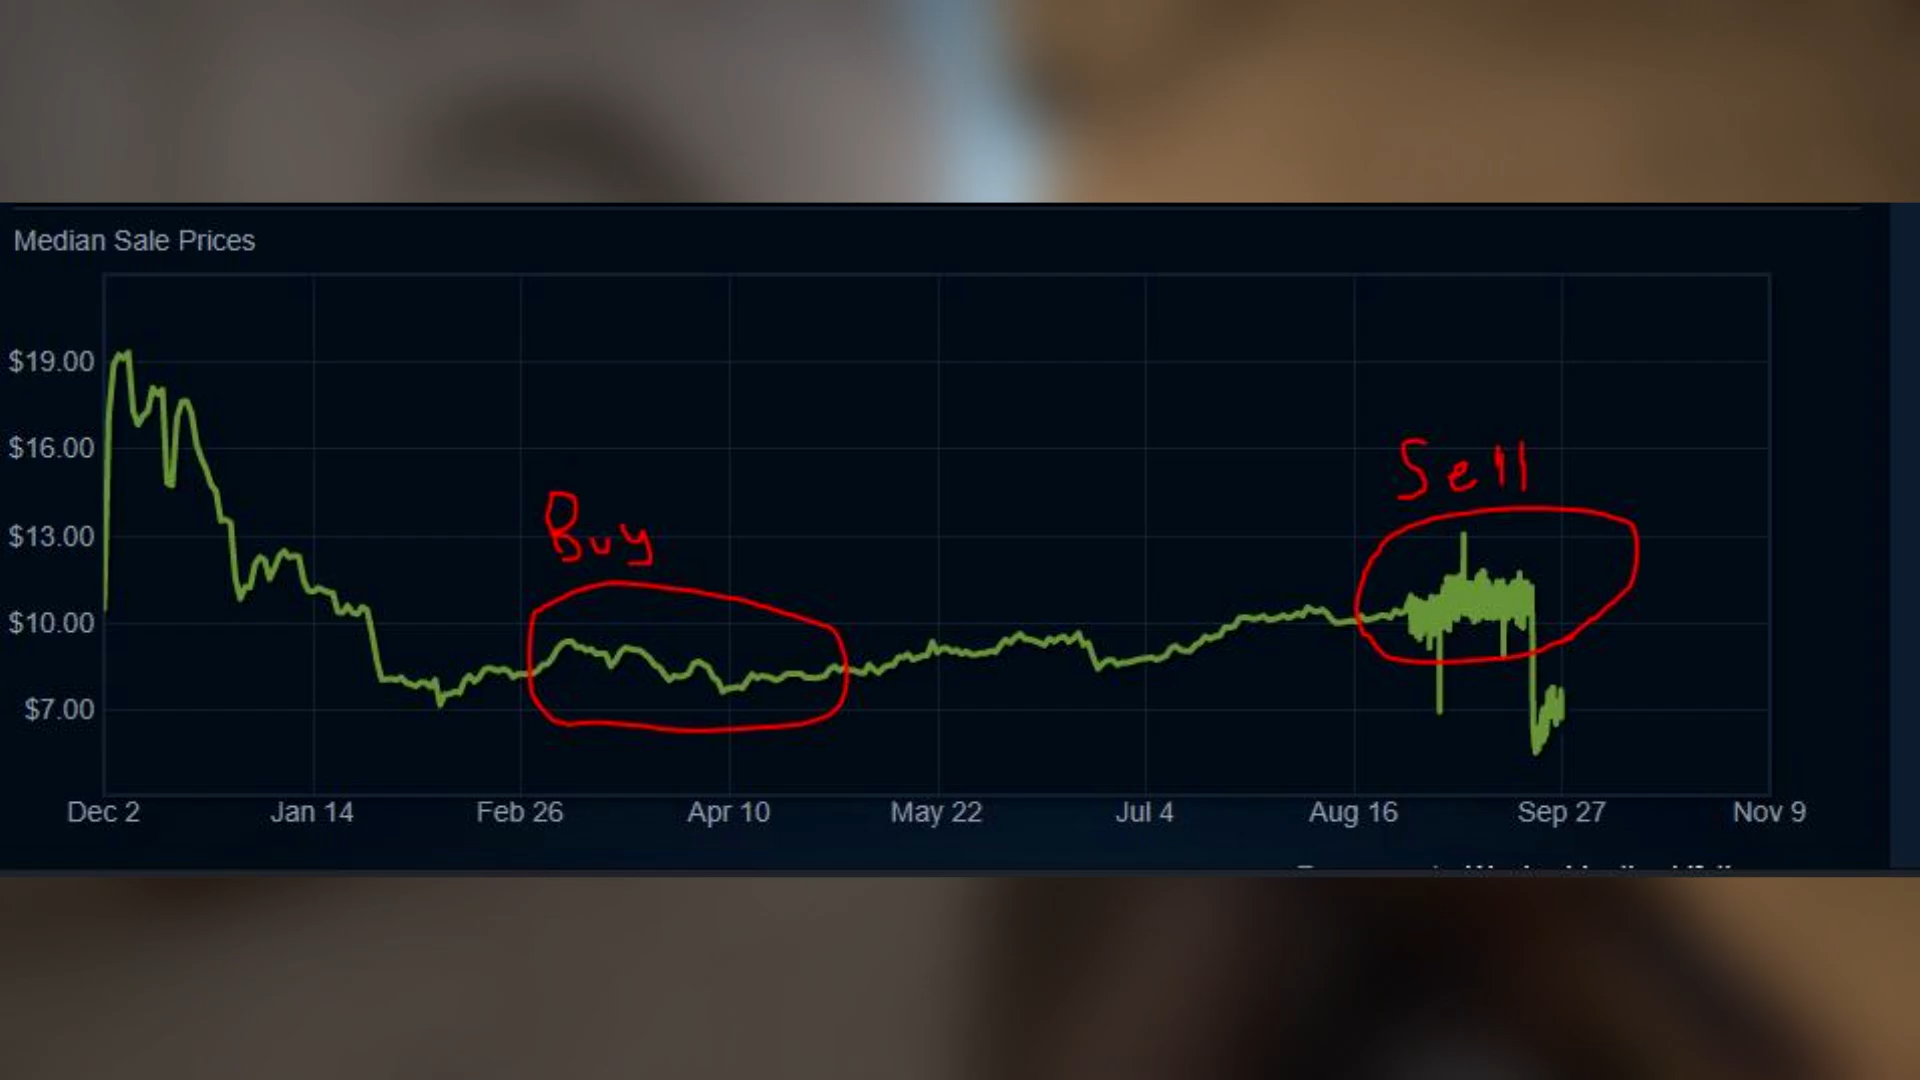 Median Sale Prices
$19.00
$16.00
Sell
$13.00
Buy
$10.00
$7.00
Dec 2 Jan 14 Feb 26 Apr 10 May 22 Jul 4 Aug 16 Sep 27 Nov 9